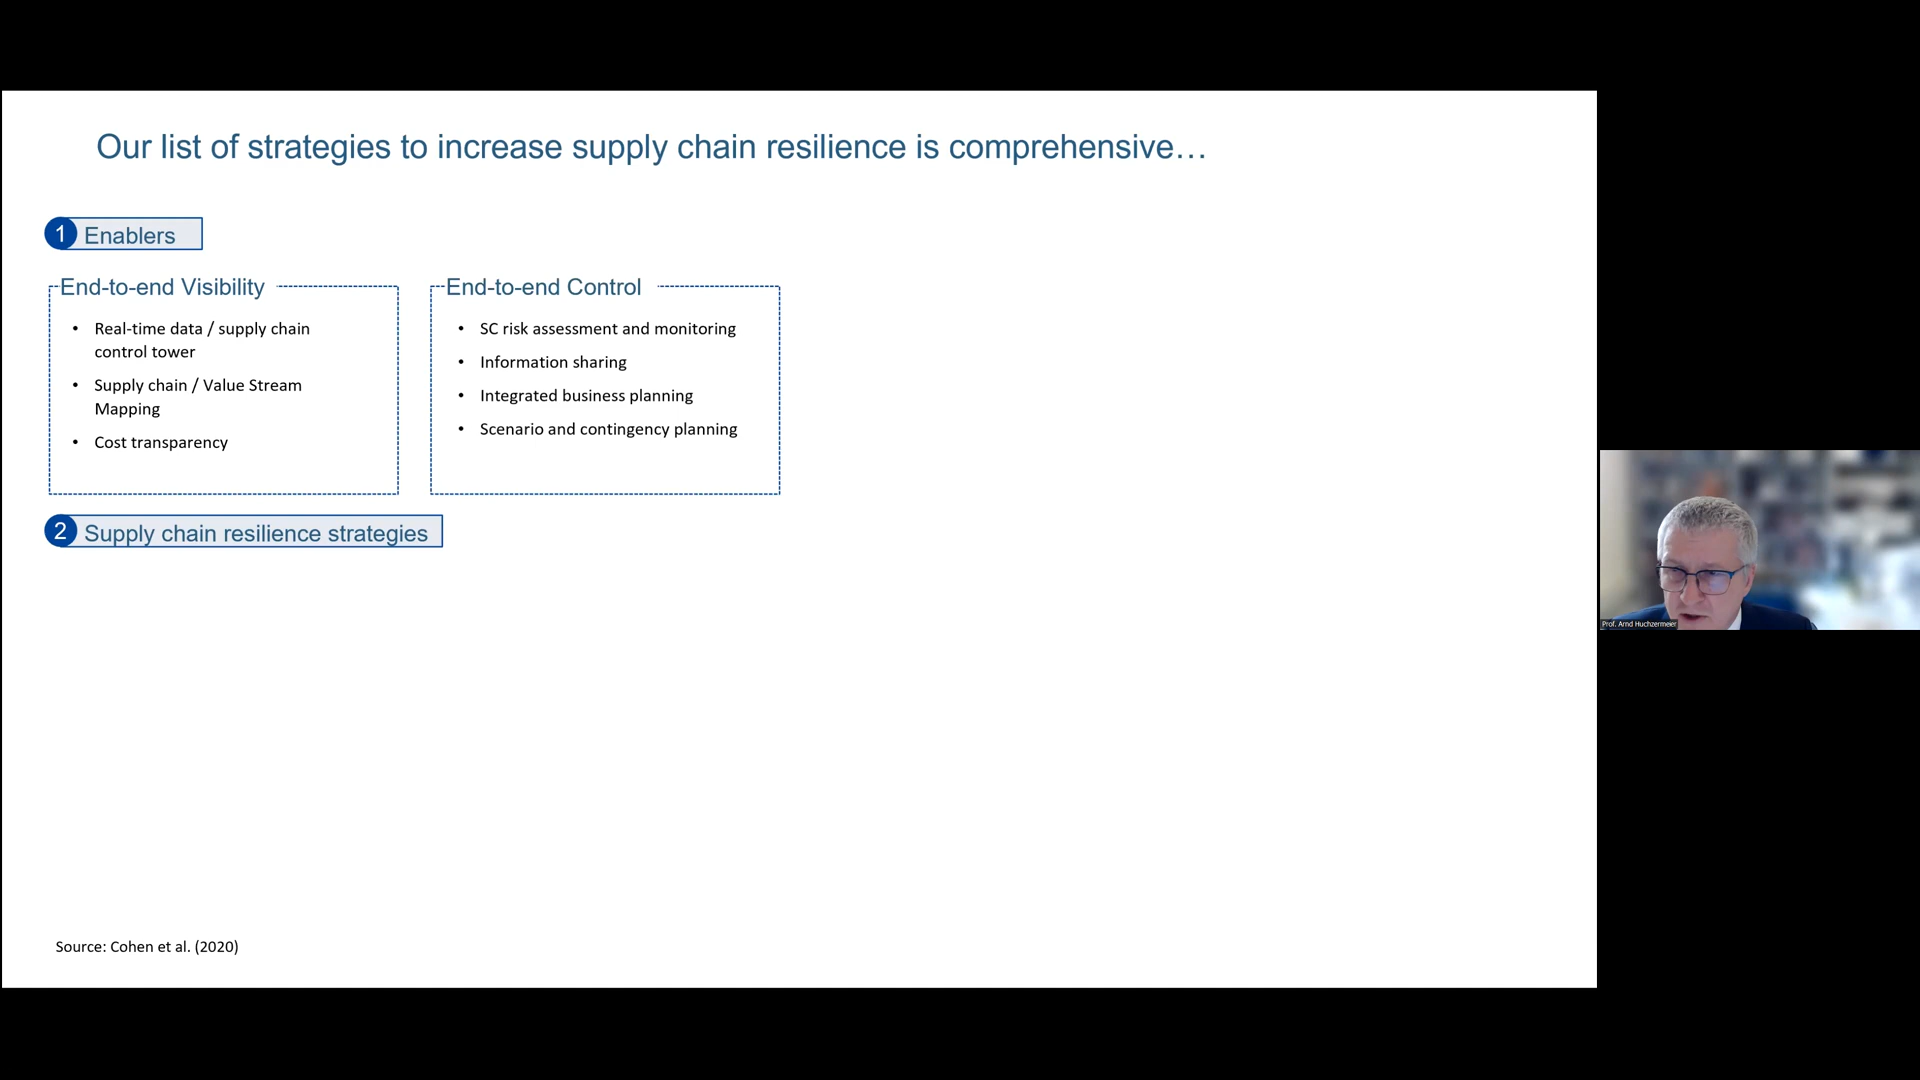 Our list of strategies to increase supply chain resilience is comprehensive…
1 Enablers
End-to-end Visibility
• Real-time data / supply chain
control tower
• Supply chain / Value Stream
Mapping
• Cost transparency
End-to-end Control
• SC risk assessment and monitoring
• Information sharing
• Integrated business planning
• Scenario and contingency planning
2 Supply chain resilience strategies
Source: Cohen et al. (2020)
Prof. Arnd Huchzermeier